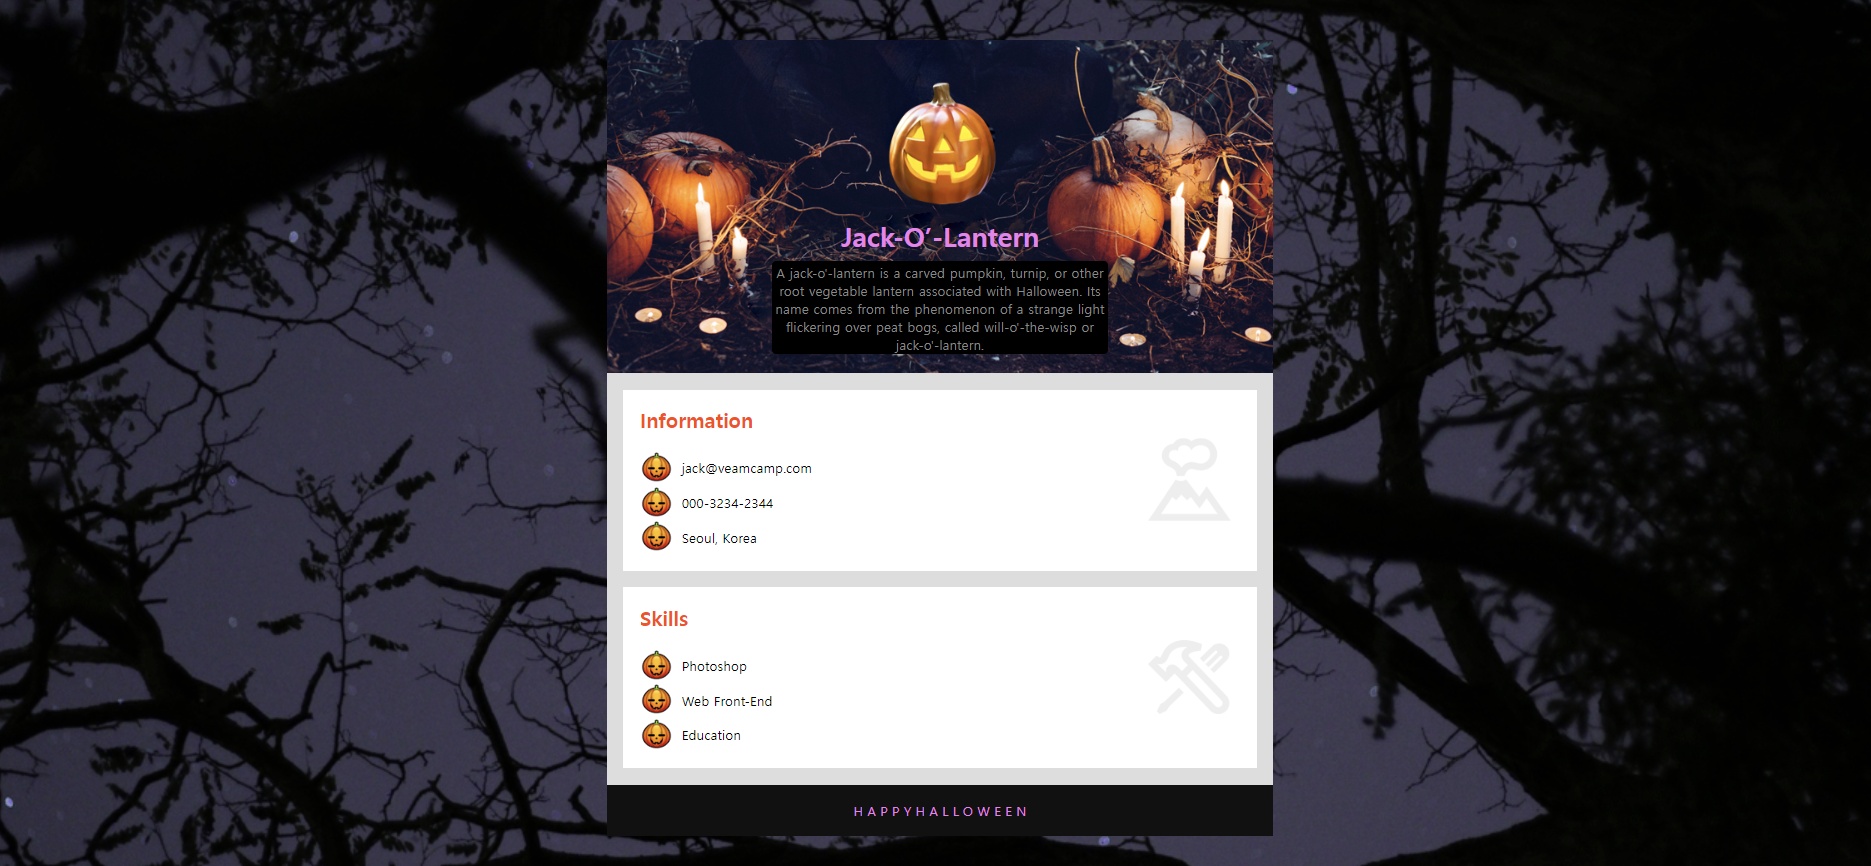 Jack-O’-Lantern
A jack-o'-lantern is a carved pumpkin, turnip, or other
root vegetable lantern associated with Halloween. Its
name comes from the phenomenon of a strange light
flickering over peat bogs, called will-o'-the-wisp or
jack-o'-lantern.
Information
jack@veamcamp.com
000-3234-2344
Seoul, Korea
Skills
Photoshop
Web Front-End
Education
HAPPYHALLOWEEN